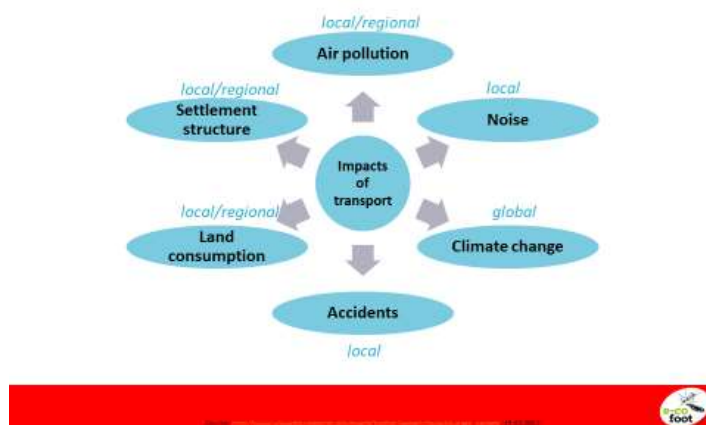 local/regional
Air pollution
local/regional
Settlement
structure
local
Noise
Impacts
of
transport
local/regional
Land
consumption
global
Climate change
Accidents
local
e-co
foot